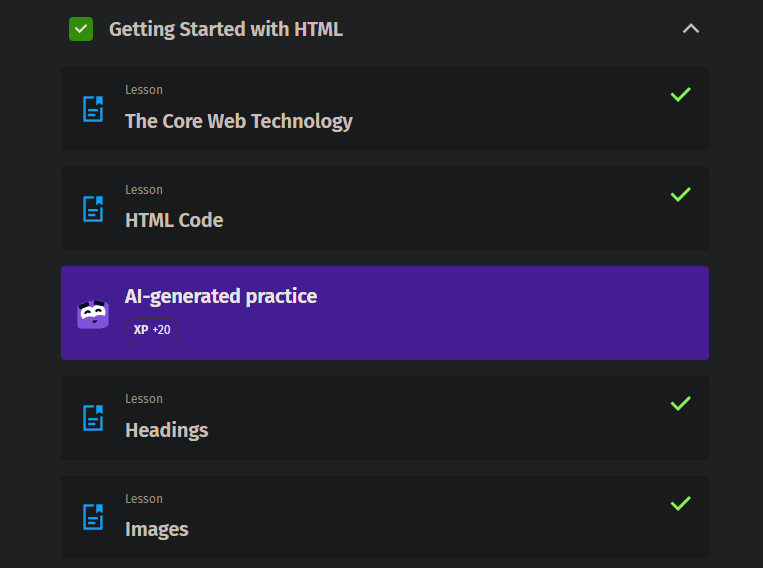 Getting Started with HTML
Lesson
The Core Web Technology
Lesson
HTML Code
AI-generated practice
XP +20
Lesson
Headings
Lesson
Images